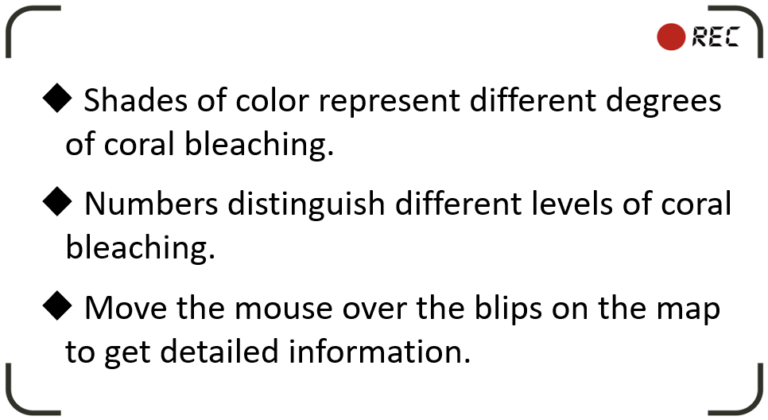 REC
◆ Shades of color represent different degrees
of coral bleaching.
◆ Numbers distinguish different levels of coral
bleaching.
◆ Move the mouse over the blips on the map
to get detailed information.